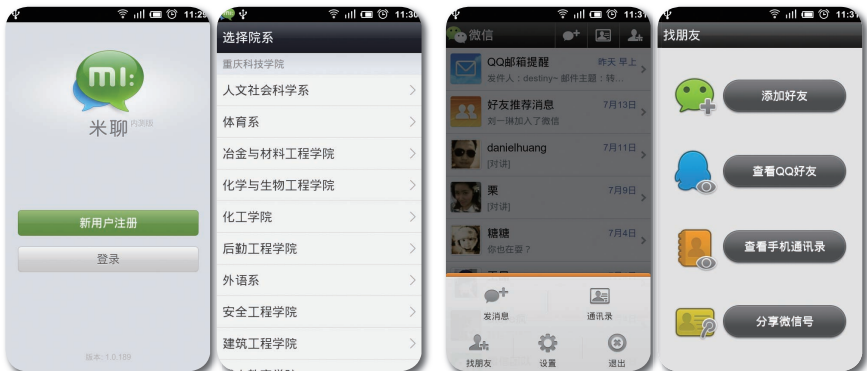 11:29
mi:
米聊 内测版
新用户注册
登录
版本: 1.0.189
11:30
选择院系
重庆科技学院
人文社会科学系
体育系
冶金与材料工程学院
化学与生物工程学院
化工学院
后勤工程学院
外语系
安全工程学院
建筑工程学院
11:31
微信
QQ邮箱提醒
昨天 早上
发件人：destiny~ 邮件主题：转...
好友推荐消息
7月13日
刘一琳加入了微信
danielhuang
7月11日
[对讲]
栗
7月9日
[对讲]
糖糖
7月4日
你也在香？
发消息
通讯录
找朋友
设置
退出
11:31
找朋友
添加好友
查看QQ好友
查看手机通讯录
分享微信号